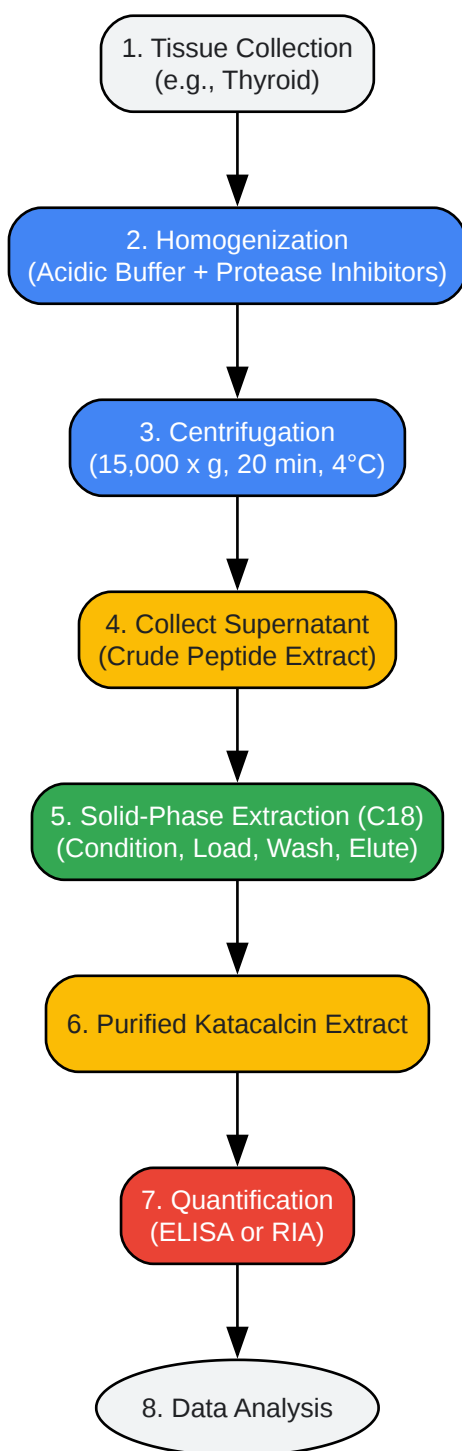 1. Tissue Collection
(e.g., Thyroid)
2. Homogenization
(Acidic Buffer + Protease Inhibitors)
3. Centrifugation
(15,000 x g, 20 min, 4°C)
4. Collect Supernatant
(Crude Peptide Extract)
5. Solid-Phase Extraction (C18)
(Condition, Load, Wash, Elute)
6. Purified Katacalcin Extract
7. Quantification
(ELISA or RIA)
8. Data Analysis